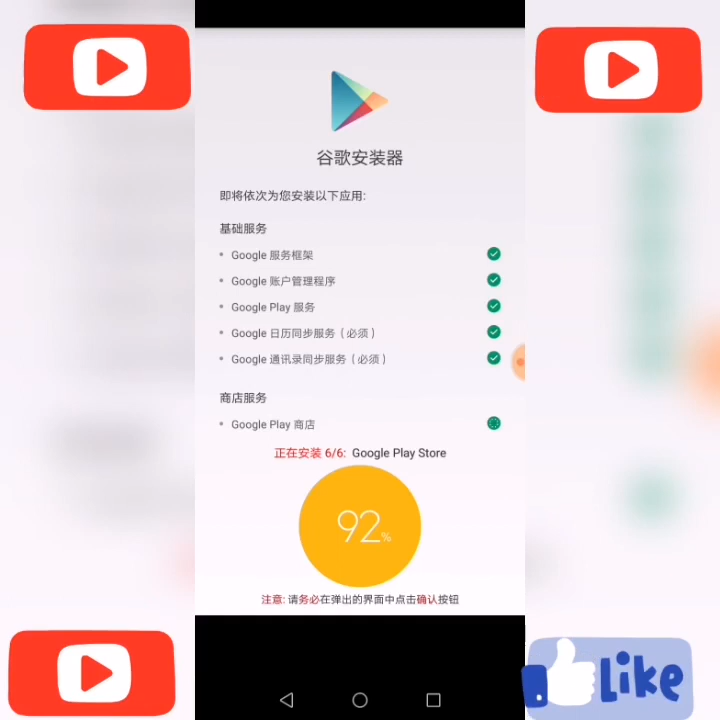 谷歌安装器
即将依次为您安装以下应用:
基础服务
• Google 服务框架
• Google 账户管理程序
• Google Play 服务
• Google 日历同步服务（必须）
• Google 通讯录同步服务（必须）
商店服务
• Google Play 商店
正在安装 6/6: Google Play Store
92%
注意: 请务必在弹出的界面中点击确认按钮
Like